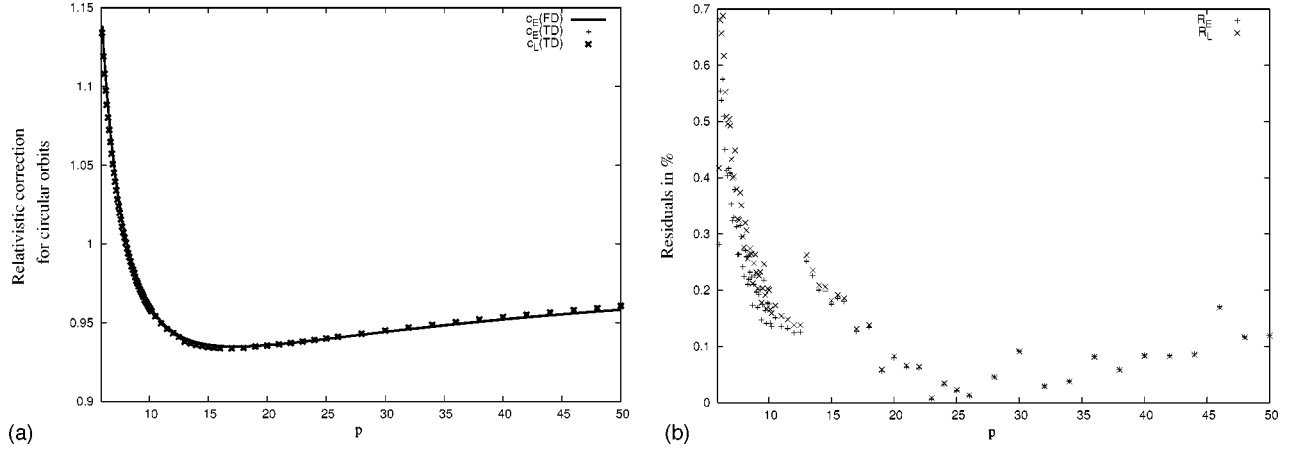 1.15
1.1
1.05
1
0.95
0.9
Relativistic correction
for circular orbits
c_E(FD)
c_E(TD)
c_L(TD)
10
15
20
25
30
35
40
45
50
p
(a)
0.7
0.6
0.5
0.4
0.3
0.2
0.1
0
Residuals in %
R_E
R_L
10
15
20
25
30
35
40
45
50
p
(b)